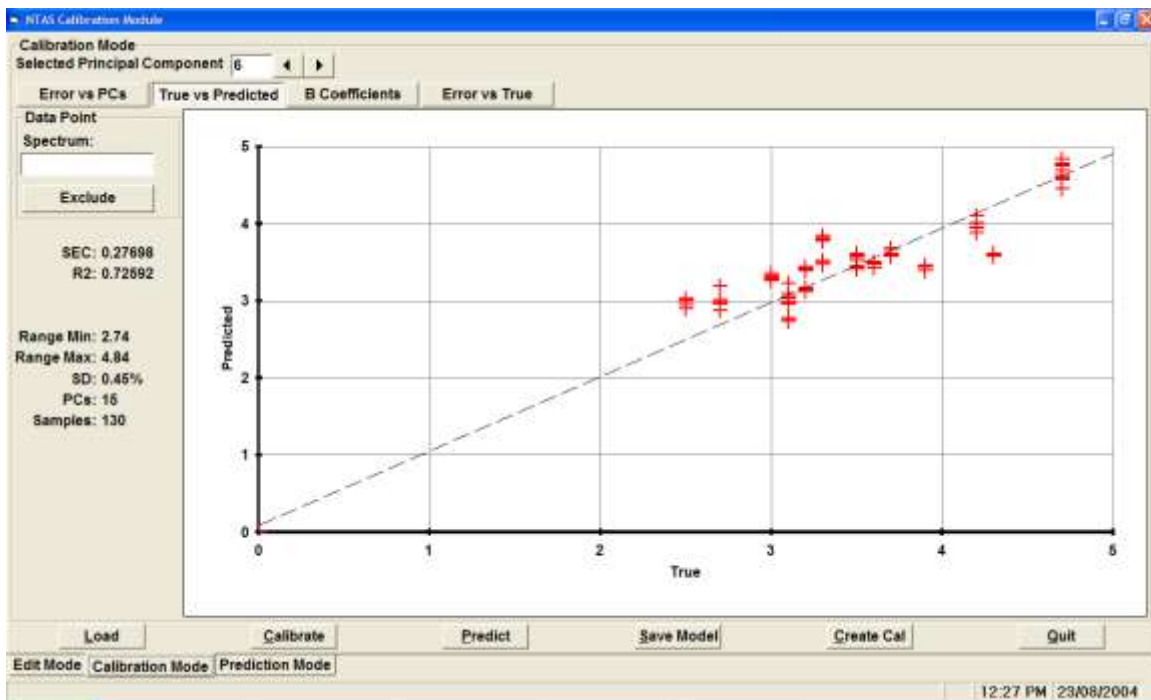 NTAS Calibration Module
Calibration Mode
Selected Principal Component 6
Error vs PCs True vs Predicted B Coefficients Error vs True
Data Point
Spectrum:
Exclude
SEC: 0.27698
R2: 0.72592
Range Min: 2.74
Range Max: 4.84
SD: 0.45%
PCs: 15
Samples: 130
5
4
3
2
1
0
Predicted
0 1 2 3 4 5
True
Load Calibrate Predict Save Model Create Cal Quit
Edit Mode Calibration Mode Prediction Mode
12:27 PM 23/08/2004